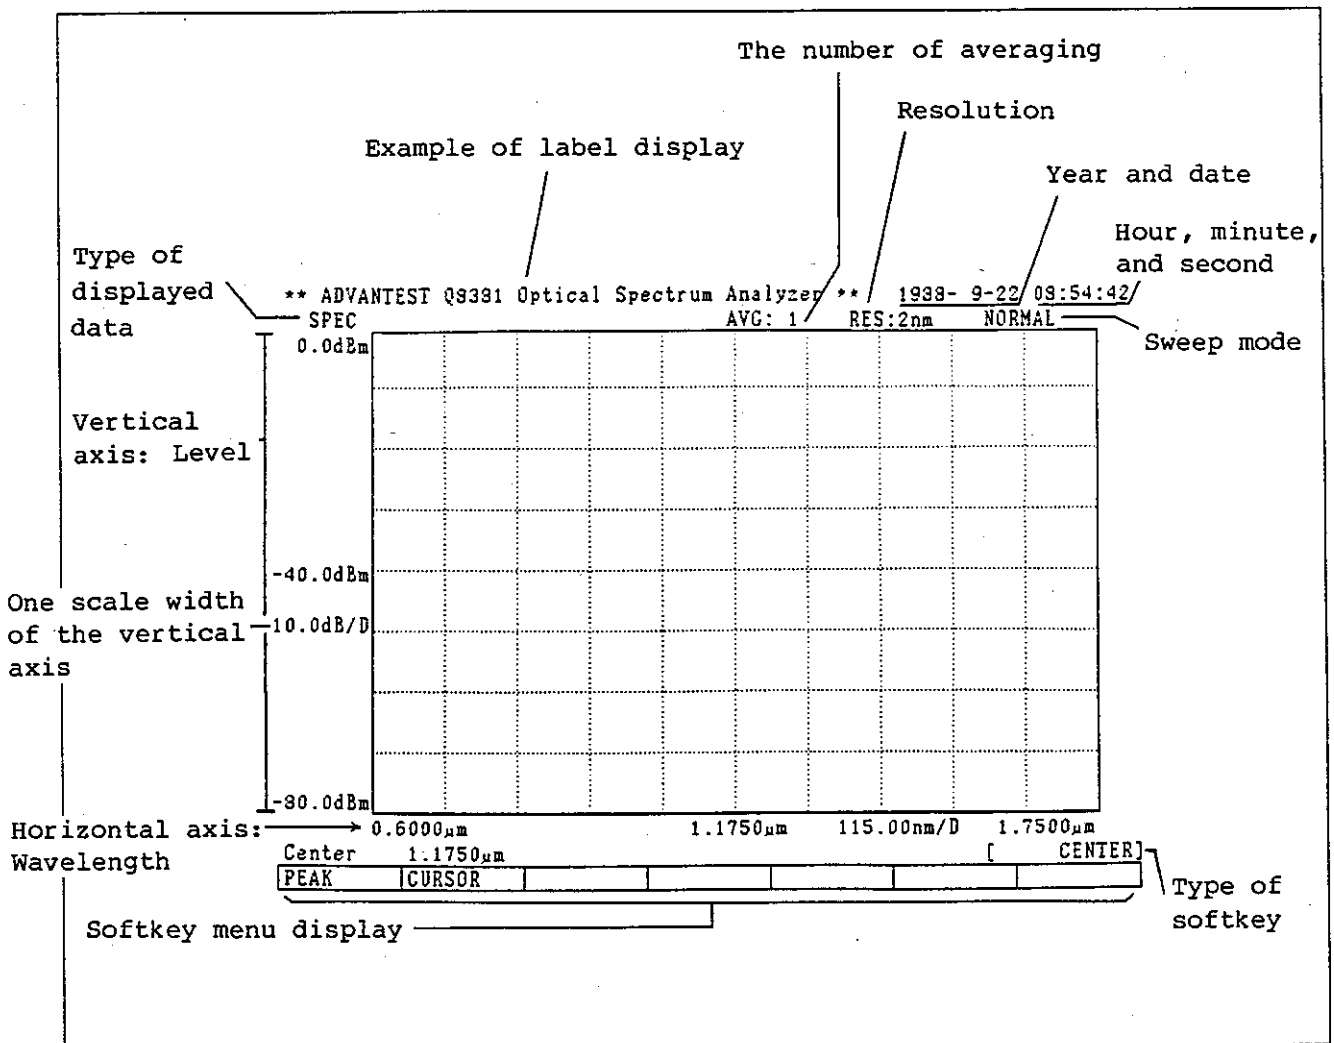 The number of averaging
Resolution
Example of label display
Year and date
Hour, minute,
and second
Type of
displayed
data
** ADVANTEST Q8381 Optical Spectrum Analyzer ** 1988- 9-22 08:54:42
SPEC AVG: 1 RES:2nm NORMAL
Sweep mode
0.0dBm
Vertical
axis: Level
-40.0dBm
One scale width
of the vertical
axis
10.0dB/D
-80.0dBm
Horizontal axis:
Wavelength
0.6000µm 1.1750µm 115.00nm/D 1.7500µm
Center 1.1750µm [ CENTER]
PEAK CURSOR
Type of
softkey
Softkey menu display